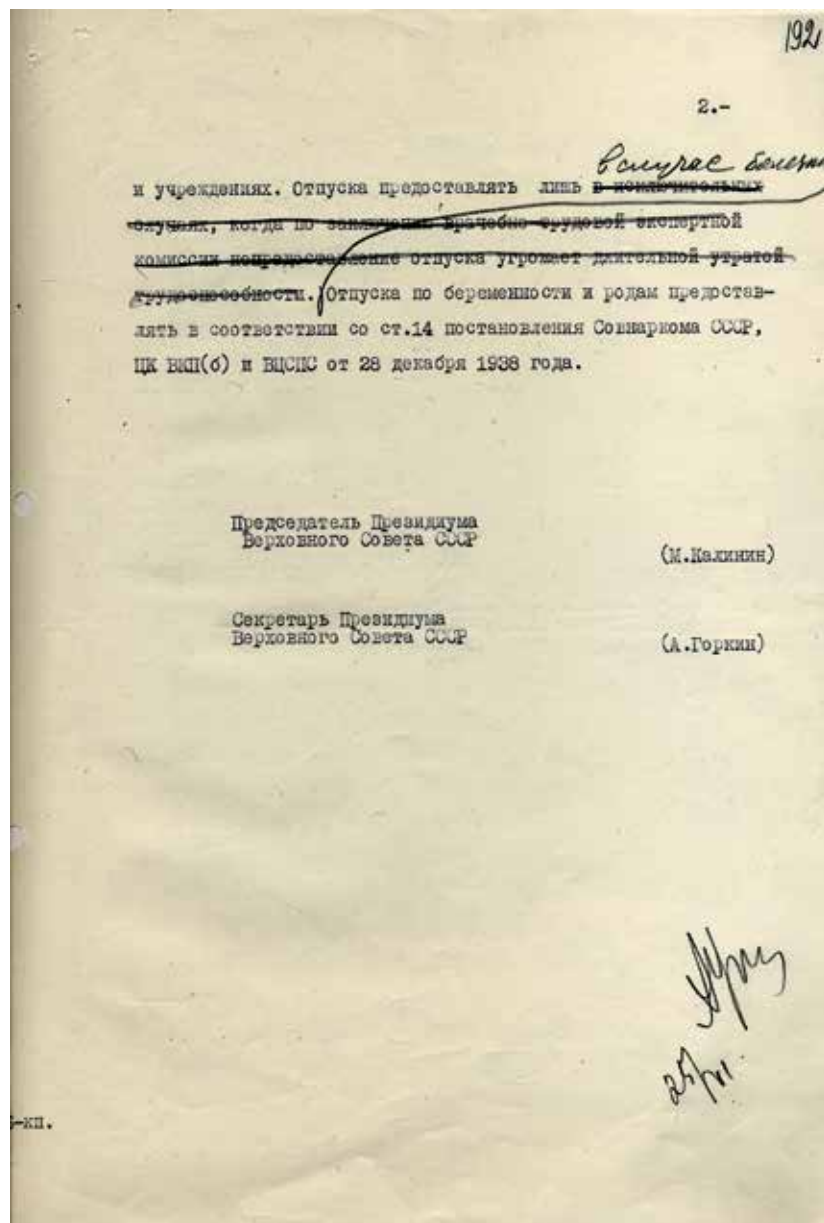 192
2.-
в случае болезни
и учреждениях. Отпуска предоставлять лишь в исключительных
случаях, когда по заключению врачебно-трудовой экспертной
комиссии непредоставление отпуска угрожает длительной утратой
трудоспособности. Отпуска по беременности и родам предостав-
лять в соответствии со ст.14 постановления Совнаркома СССР,
ЦК ВКП(б) и ВЦСПС от 28 декабря 1938 года.
Председатель Президиума
Верховного Совета СССР
(М.Калинин)
Секретарь Президиума
Верховного Совета СССР
(А.Горкин)
25/VI.
-кп.